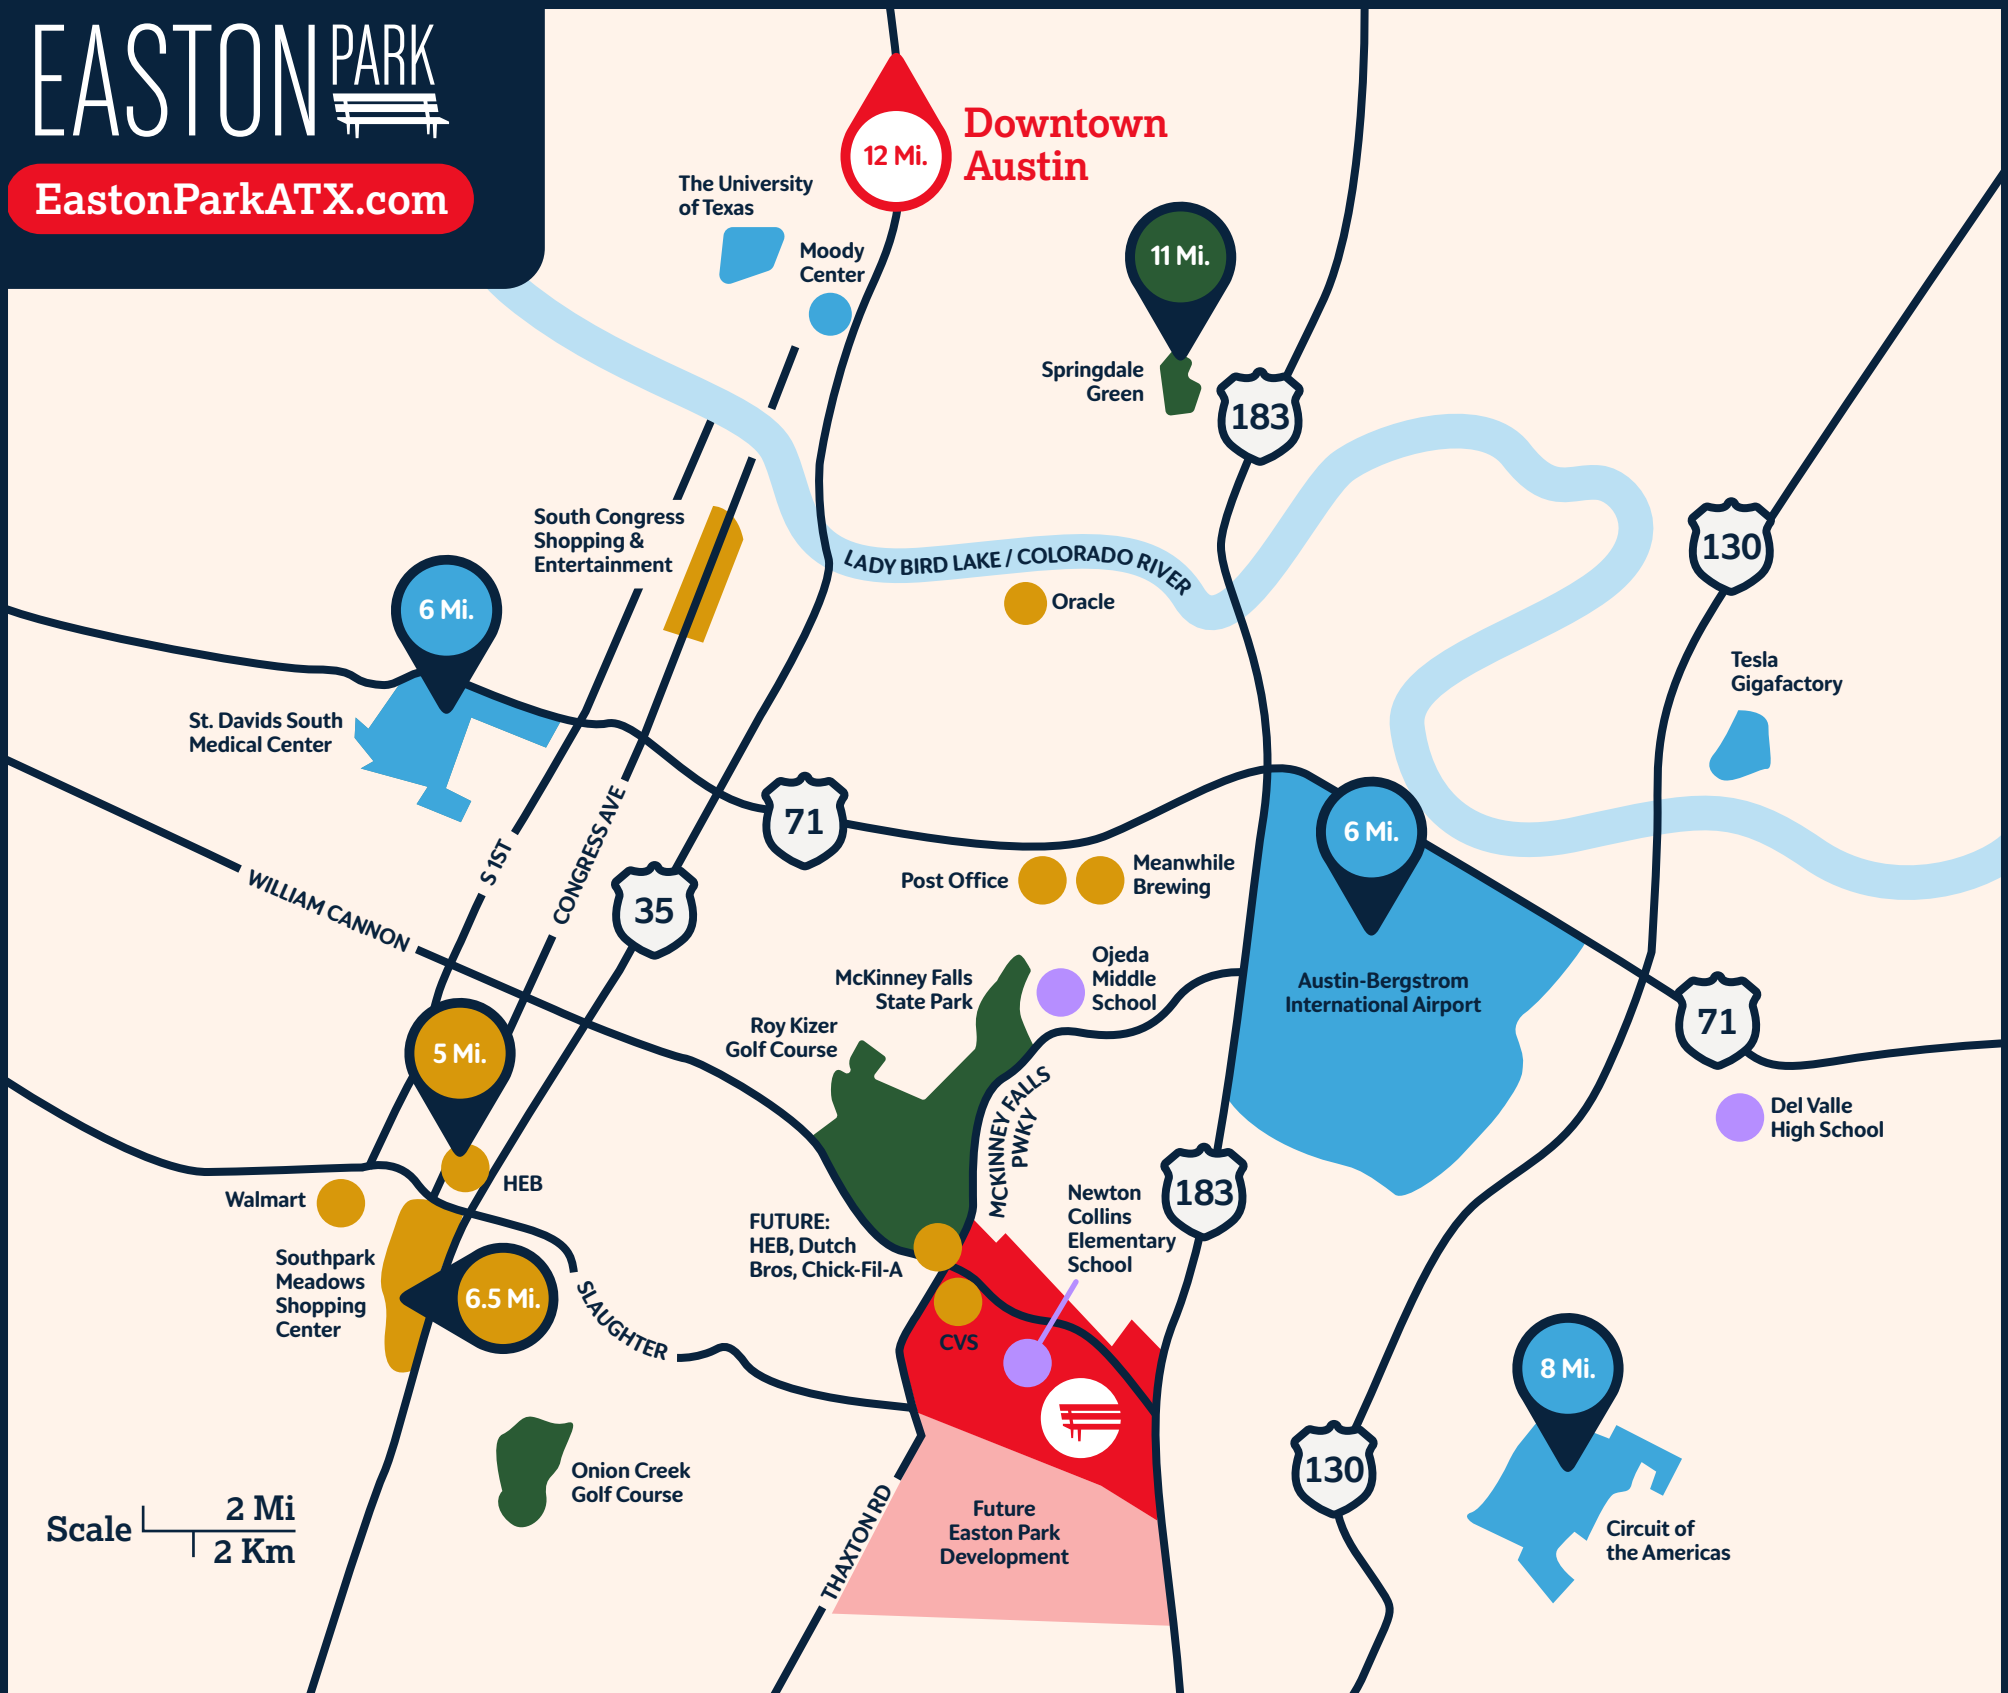 EASTON PARK
EastonParkATX.com
12 Mi.
Downtown
Austin
The University
of Texas
Moody
Center
11 Mi.
Springdale
Green
183
130
South Congress
Shopping &
Entertainment
LADY BIRD LAKE / COLORADO RIVER
Oracle
6 Mi.
St. Davids South
Medical Center
Tesla
Gigafactory
71
6 Mi.
S 1ST
CONGRESS AVE
35
WILLIAM CANNON
Post Office
Meanwhile
Brewing
McKinney Falls
State Park
Ojeda
Middle
School
Austin-Bergstrom
International Airport
71
Roy Kizer
Golf Course
5 Mi.
MCKINNEY FALLS
PWKY
Del Valle
High School
HEB
Walmart
183
Newton
Collins
Elementary
School
FUTURE:
HEB, Dutch
Bros, Chick-Fil-A
Southpark
Meadows
Shopping
Center
6.5 Mi.
SLAUGHTER
CVS
8 Mi.
130
Onion Creek
Golf Course
THAXTON RD
Future
Easton Park
Development
Circuit of
the Americas
Scale
2 Mi
2 Km